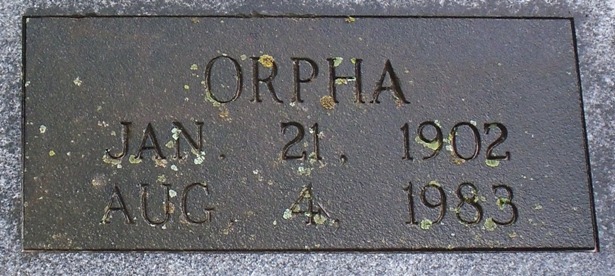 ORPHA
JAN. 21, 1902
AUG. 4, 1983